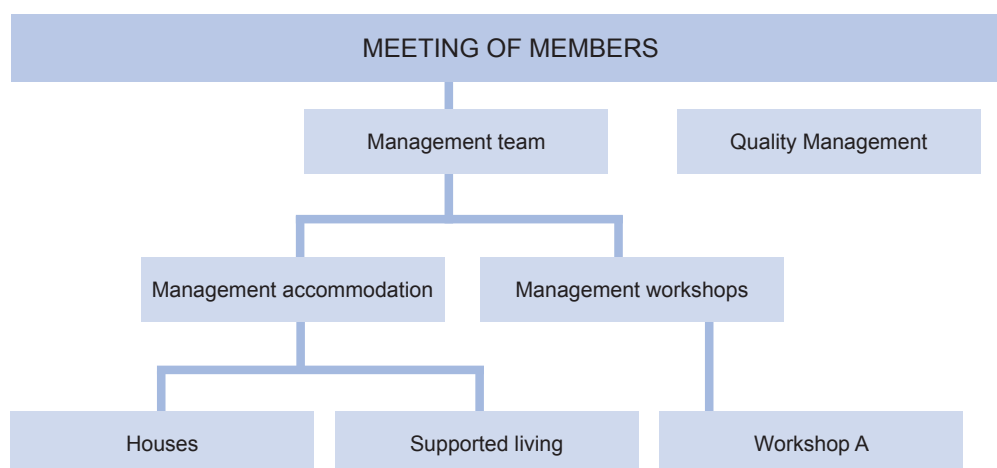 MEETING OF MEMBERS
Management team
Quality Management
Management accommodation
Management workshops
Houses
Supported living
Workshop A